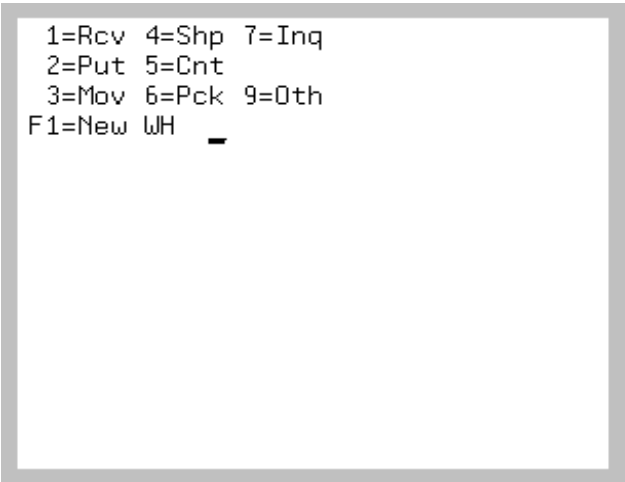 1=Rcv 4=Shp 7=Inq
2=Put 5=Cnt
3=Mov 6=Pck 9=Oth
F1=New WH _